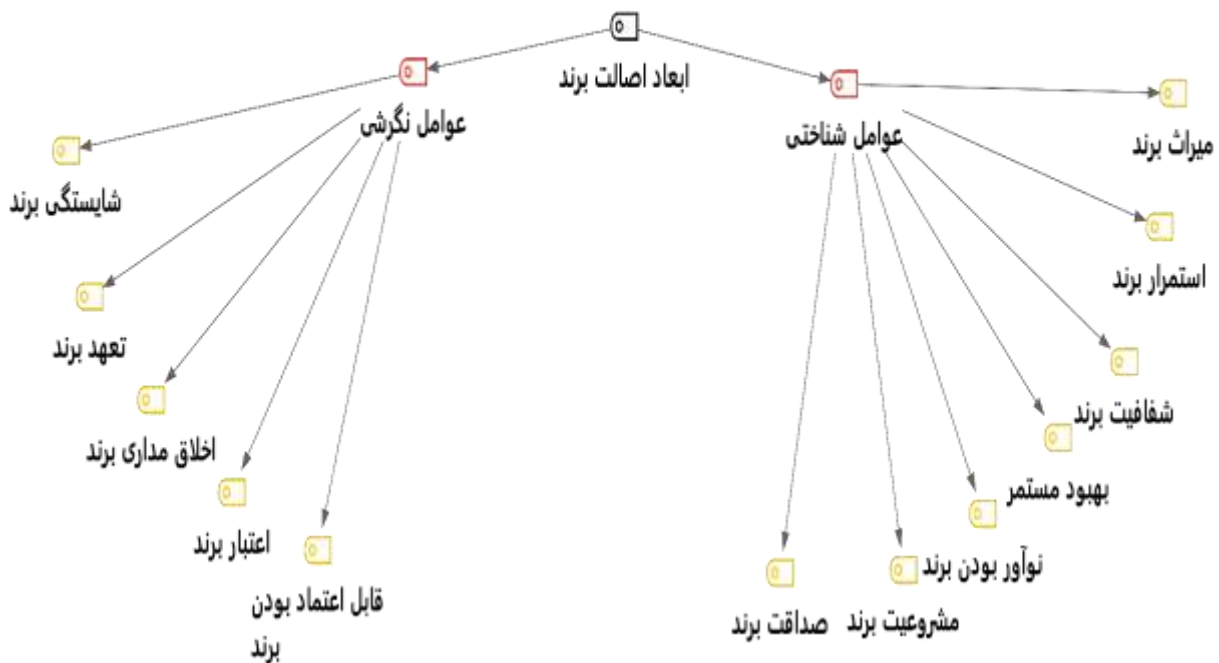 ابعاد اصالت برند
عوامل شناختی
میراث برند
استمرار برند
شفافیت برند
بهبود مستمر
نوآور بودن برند
مشروعیت برند
صداقت برند
عوامل نگرشی
شایستگی برند
تعهد برند
اخلاق مداری برند
اعتبار برند
قابل اعتماد بودن
برند